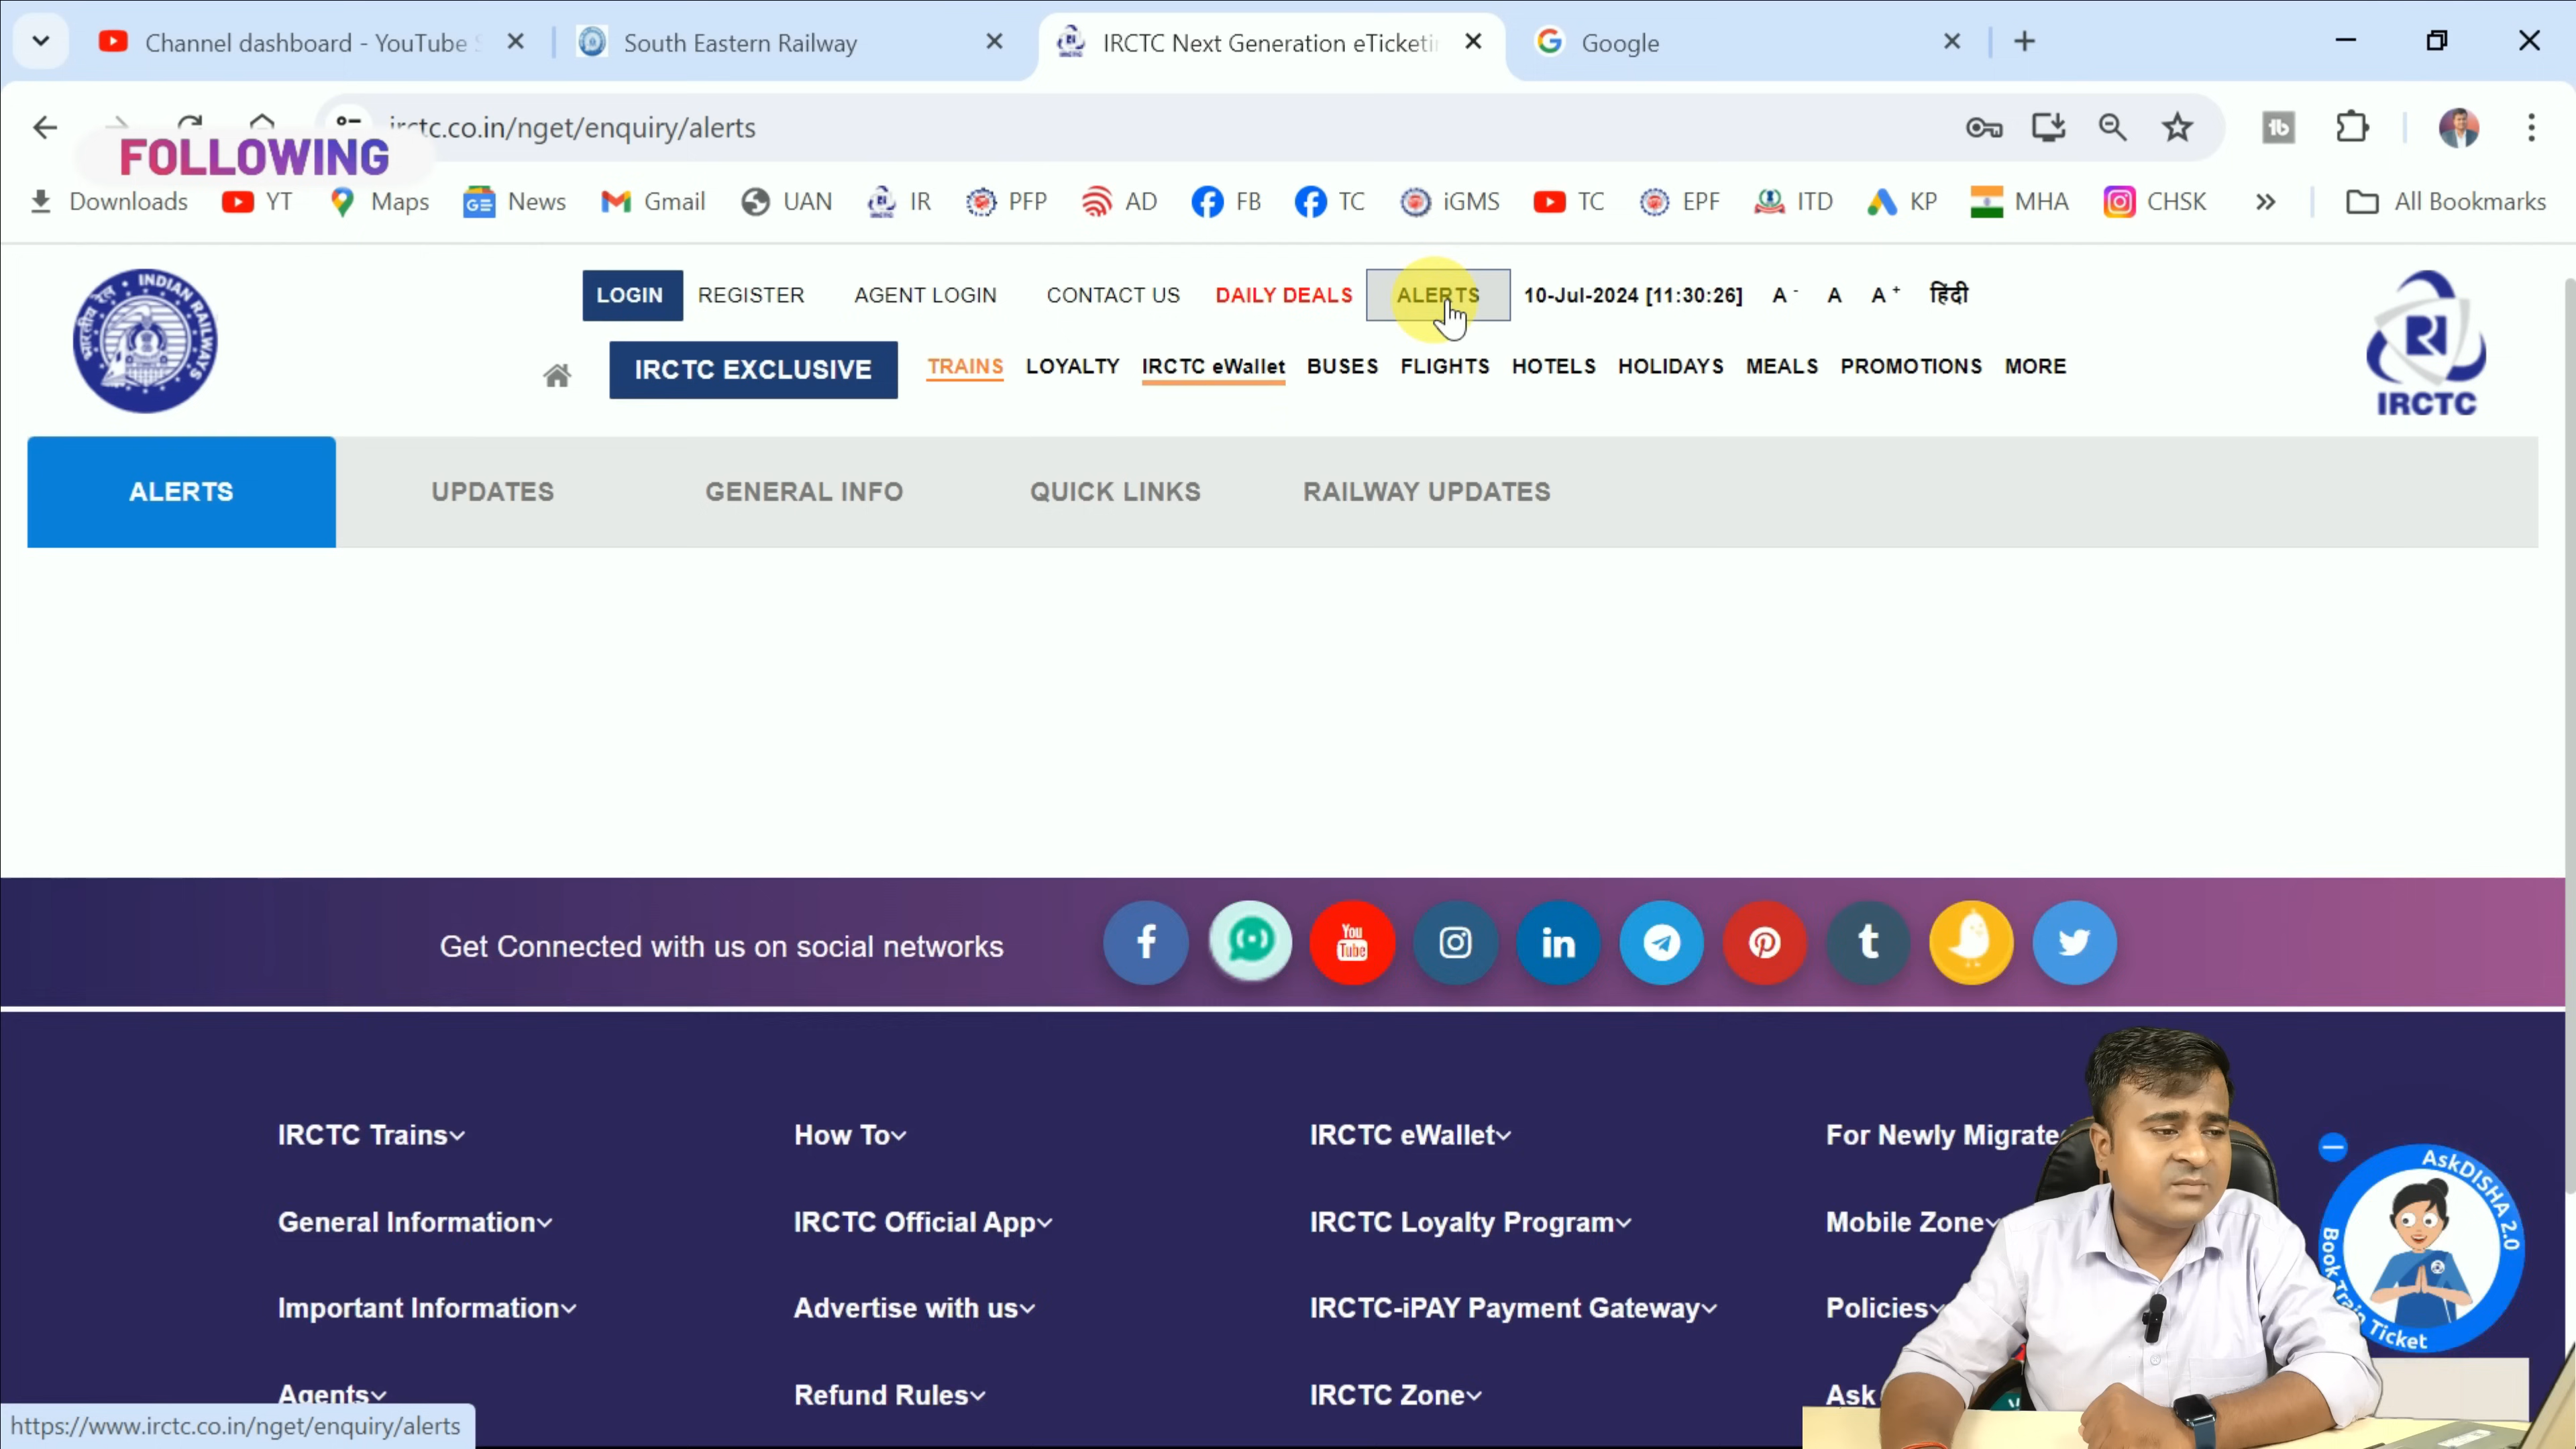 Channel dashboard - YouTube S
South Eastern Railway
IRCTC Next Generation eTicketin
Google
irctc.co.in/nget/enquiry/alerts
FOLLOWING
Downloads YT Maps News Gmail UAN IR PFP AD FB TC iGMS TC EPF ITD KP MHA CHSK All Bookmarks
LOGIN REGISTER AGENT LOGIN CONTACT US DAILY DEALS ALERTS 10-Jul-2024 [11:30:26] A- A A+ हिंदी
INDIAN RAILWAYS
भारतीय रेल
IRCTC EXCLUSIVE TRAINS LOYALTY IRCTC eWallet BUSES FLIGHTS HOTELS HOLIDAYS MEALS PROMOTIONS MORE
IRCTC
ALERTS UPDATES GENERAL INFO QUICK LINKS RAILWAY UPDATES
Get Connected with us on social networks
You
Tube
IRCTC Trains How To IRCTC eWallet For Newly Migrate
General Information IRCTC Official App IRCTC Loyalty Program Mobile Zone
Important Information Advertise with us IRCTC-iPAY Payment Gateway Policies
Agents Refund Rules IRCTC Zone Ask
AskDISHA 2.0
Book Train Ticket
https://www.irctc.co.in/nget/enquiry/alerts